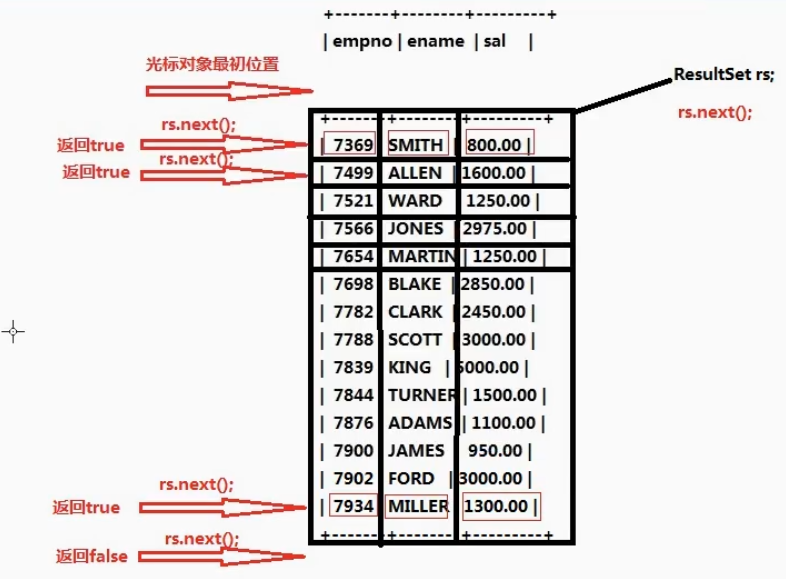 +-------+--------+----------+
| empno | ename | sal |
光标对象最初位置
ResultSet rs;
rs.next();
+-------+--------+----------+
rs.next();
返回true
| 7369 | SMITH | 800.00 |
rs.next();
返回true
| 7499 | ALLEN | 1600.00 |
| 7521 | WARD | 1250.00 |
| 7566 | JONES | 2975.00 |
| 7654 | MARTIN | 1250.00 |
| 7698 | BLAKE | 2850.00 |
| 7782 | CLARK | 2450.00 |
| 7788 | SCOTT | 3000.00 |
| 7839 | KING | 5000.00 |
| 7844 | TURNER | 1500.00 |
| 7876 | ADAMS | 1100.00 |
| 7900 | JAMES | 950.00 |
| 7902 | FORD | 3000.00 |
rs.next();
返回true
| 7934 | MILLER | 1300.00 |
+-------+--------+----------+
rs.next();
返回false